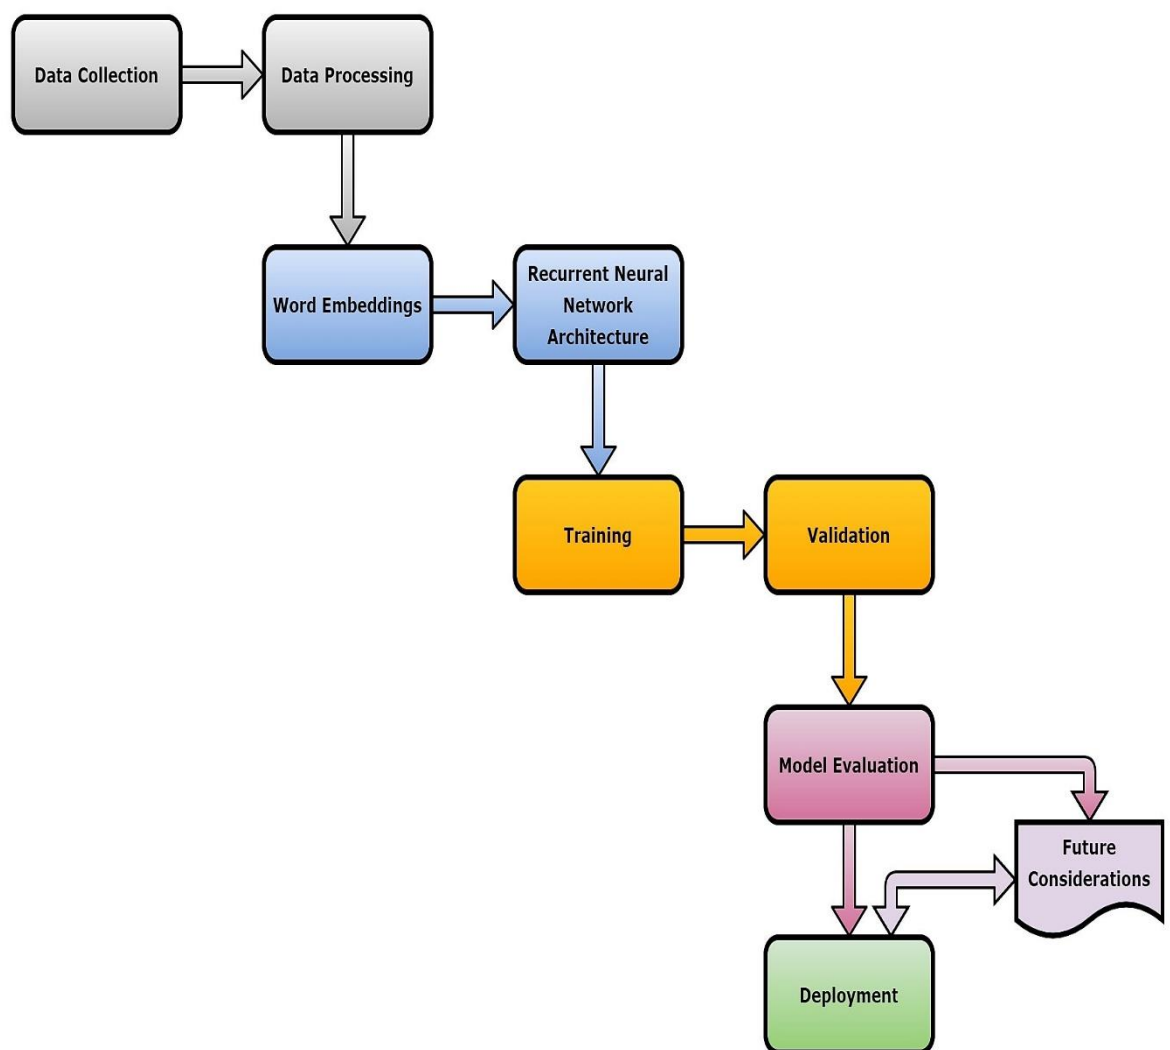 Data Collection
Data Processing
Word Embeddings
Recurrent Neural
Network
Architecture
Training
Validation
Model Evaluation
Future
Considerations
Deployment